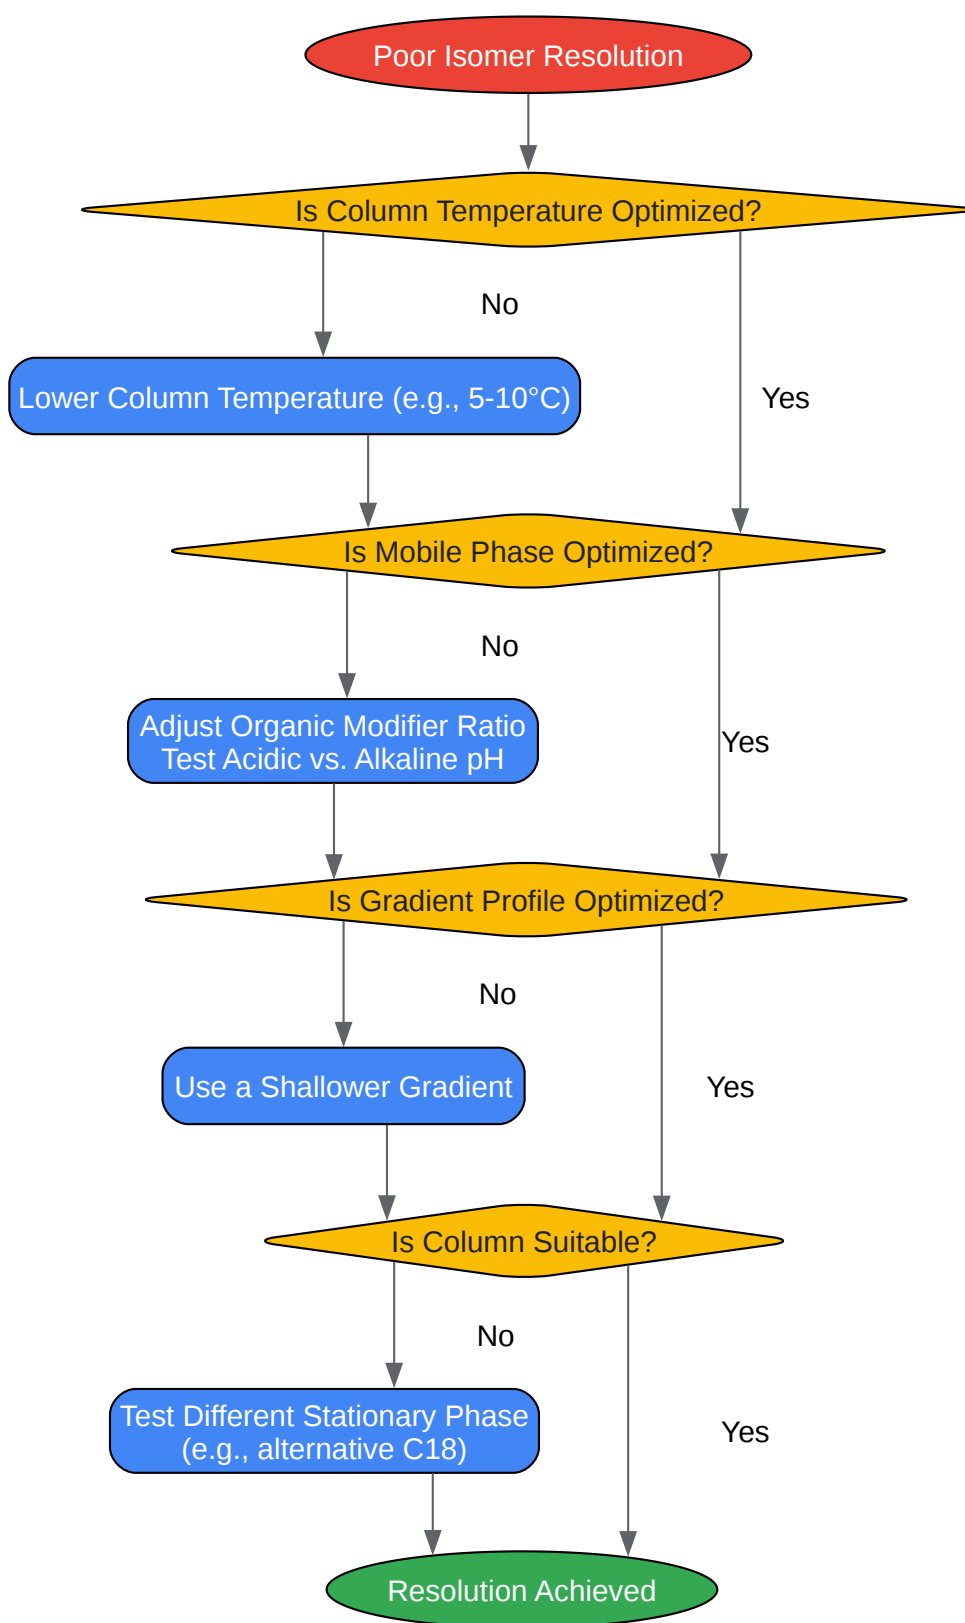 Poor Isomer Resolution
Is Column Temperature Optimized?
No
Lower Column Temperature (e.g., 5-10°C)
Yes
Is Mobile Phase Optimized?
No
Adjust Organic Modifier Ratio
Test Acidic vs. Alkaline pH
Yes
Is Gradient Profile Optimized?
No
Use a Shallower Gradient
Yes
Is Column Suitable?
No
Test Different Stationary Phase
(e.g., alternative C18)
Yes
Resolution Achieved